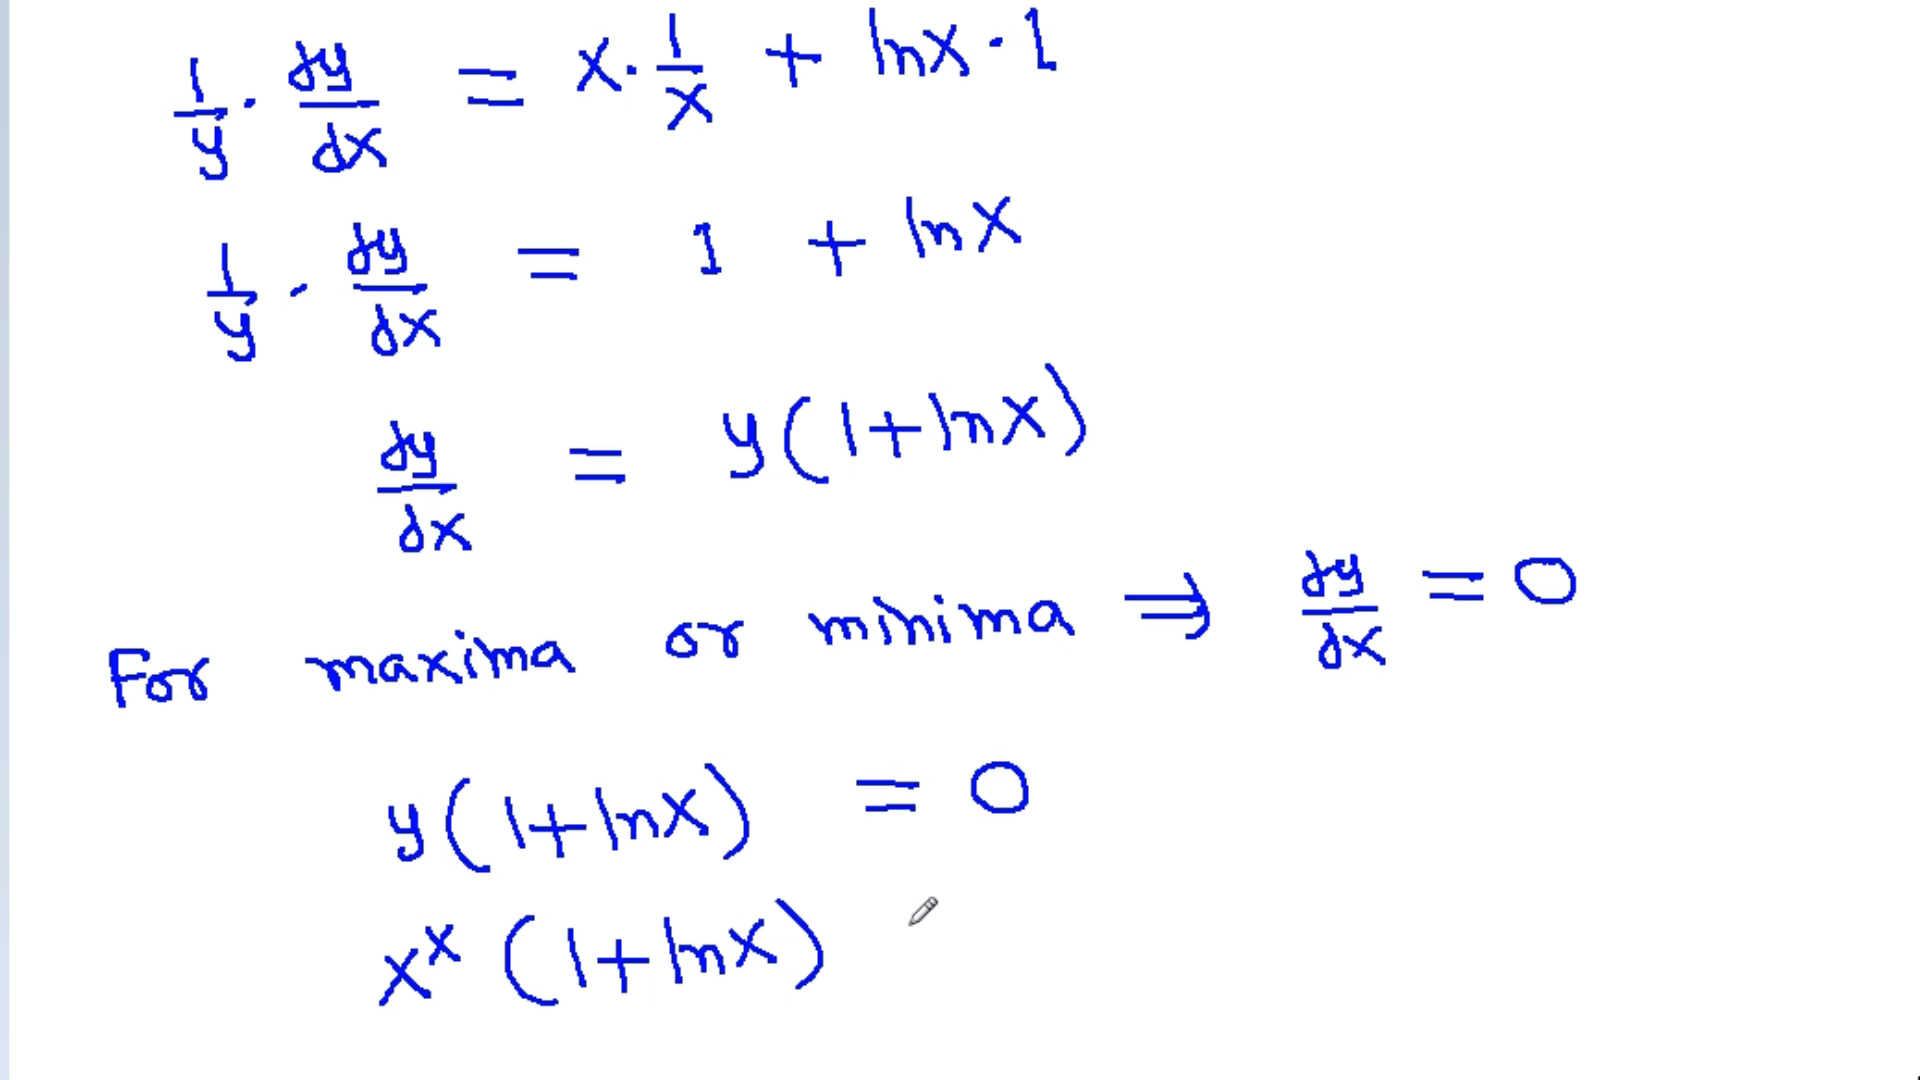 1/y · dy/dx = x · 1/x + lnx · 1
1/y · dy/dx = 1 + lnx
dy/dx = y(1+lnx)
For maxima or minima ⇒ dy/dx = 0
y(1+lnx) = 0
x^x (1+lnx)